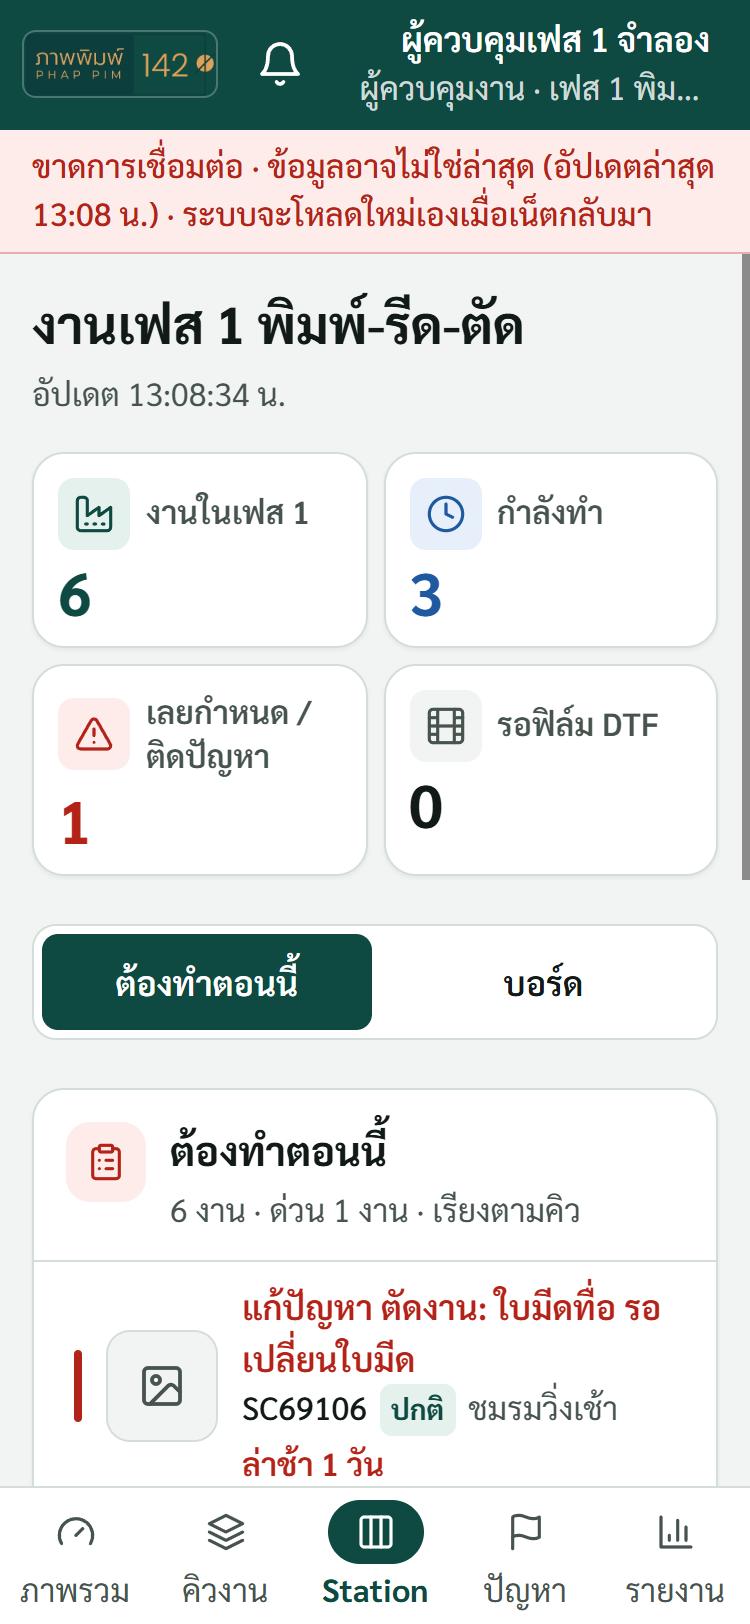 ภาพพิมพ์
PHAP PIM
142
ผู้ควบคุมเฟส 1 จำลอง
ผู้ควบคุมงาน · เฟส 1 พิม...
ขาดการเชื่อมต่อ · ข้อมูลอาจไม่ใช่ล่าสุด (อัปเดตล่าสุด
13:08 น.) · ระบบจะโหลดใหม่เองเมื่อเน็ตกลับมา
งานเฟส 1 พิมพ์-รีด-ตัด
อัปเดต 13:08:34 น.
งานในเฟส 1
6
กำลังทำ
3
เลยกำหนด /
ติดปัญหา
1
รอฟิล์ม DTF
0
ต้องทำตอนนี้
บอร์ด
ต้องทำตอนนี้
6 งาน · ด่วน 1 งาน · เรียงตามคิว
แก้ปัญหา ตัดงาน: ใบมีดทื่อ รอ
เปลี่ยนใบมีด
SC69106 ปกติ ชมรมวิ่งเช้า
ล่าช้า 1 วัน
ภาพรวม
คิวงาน
Station
ปัญหา
รายงาน